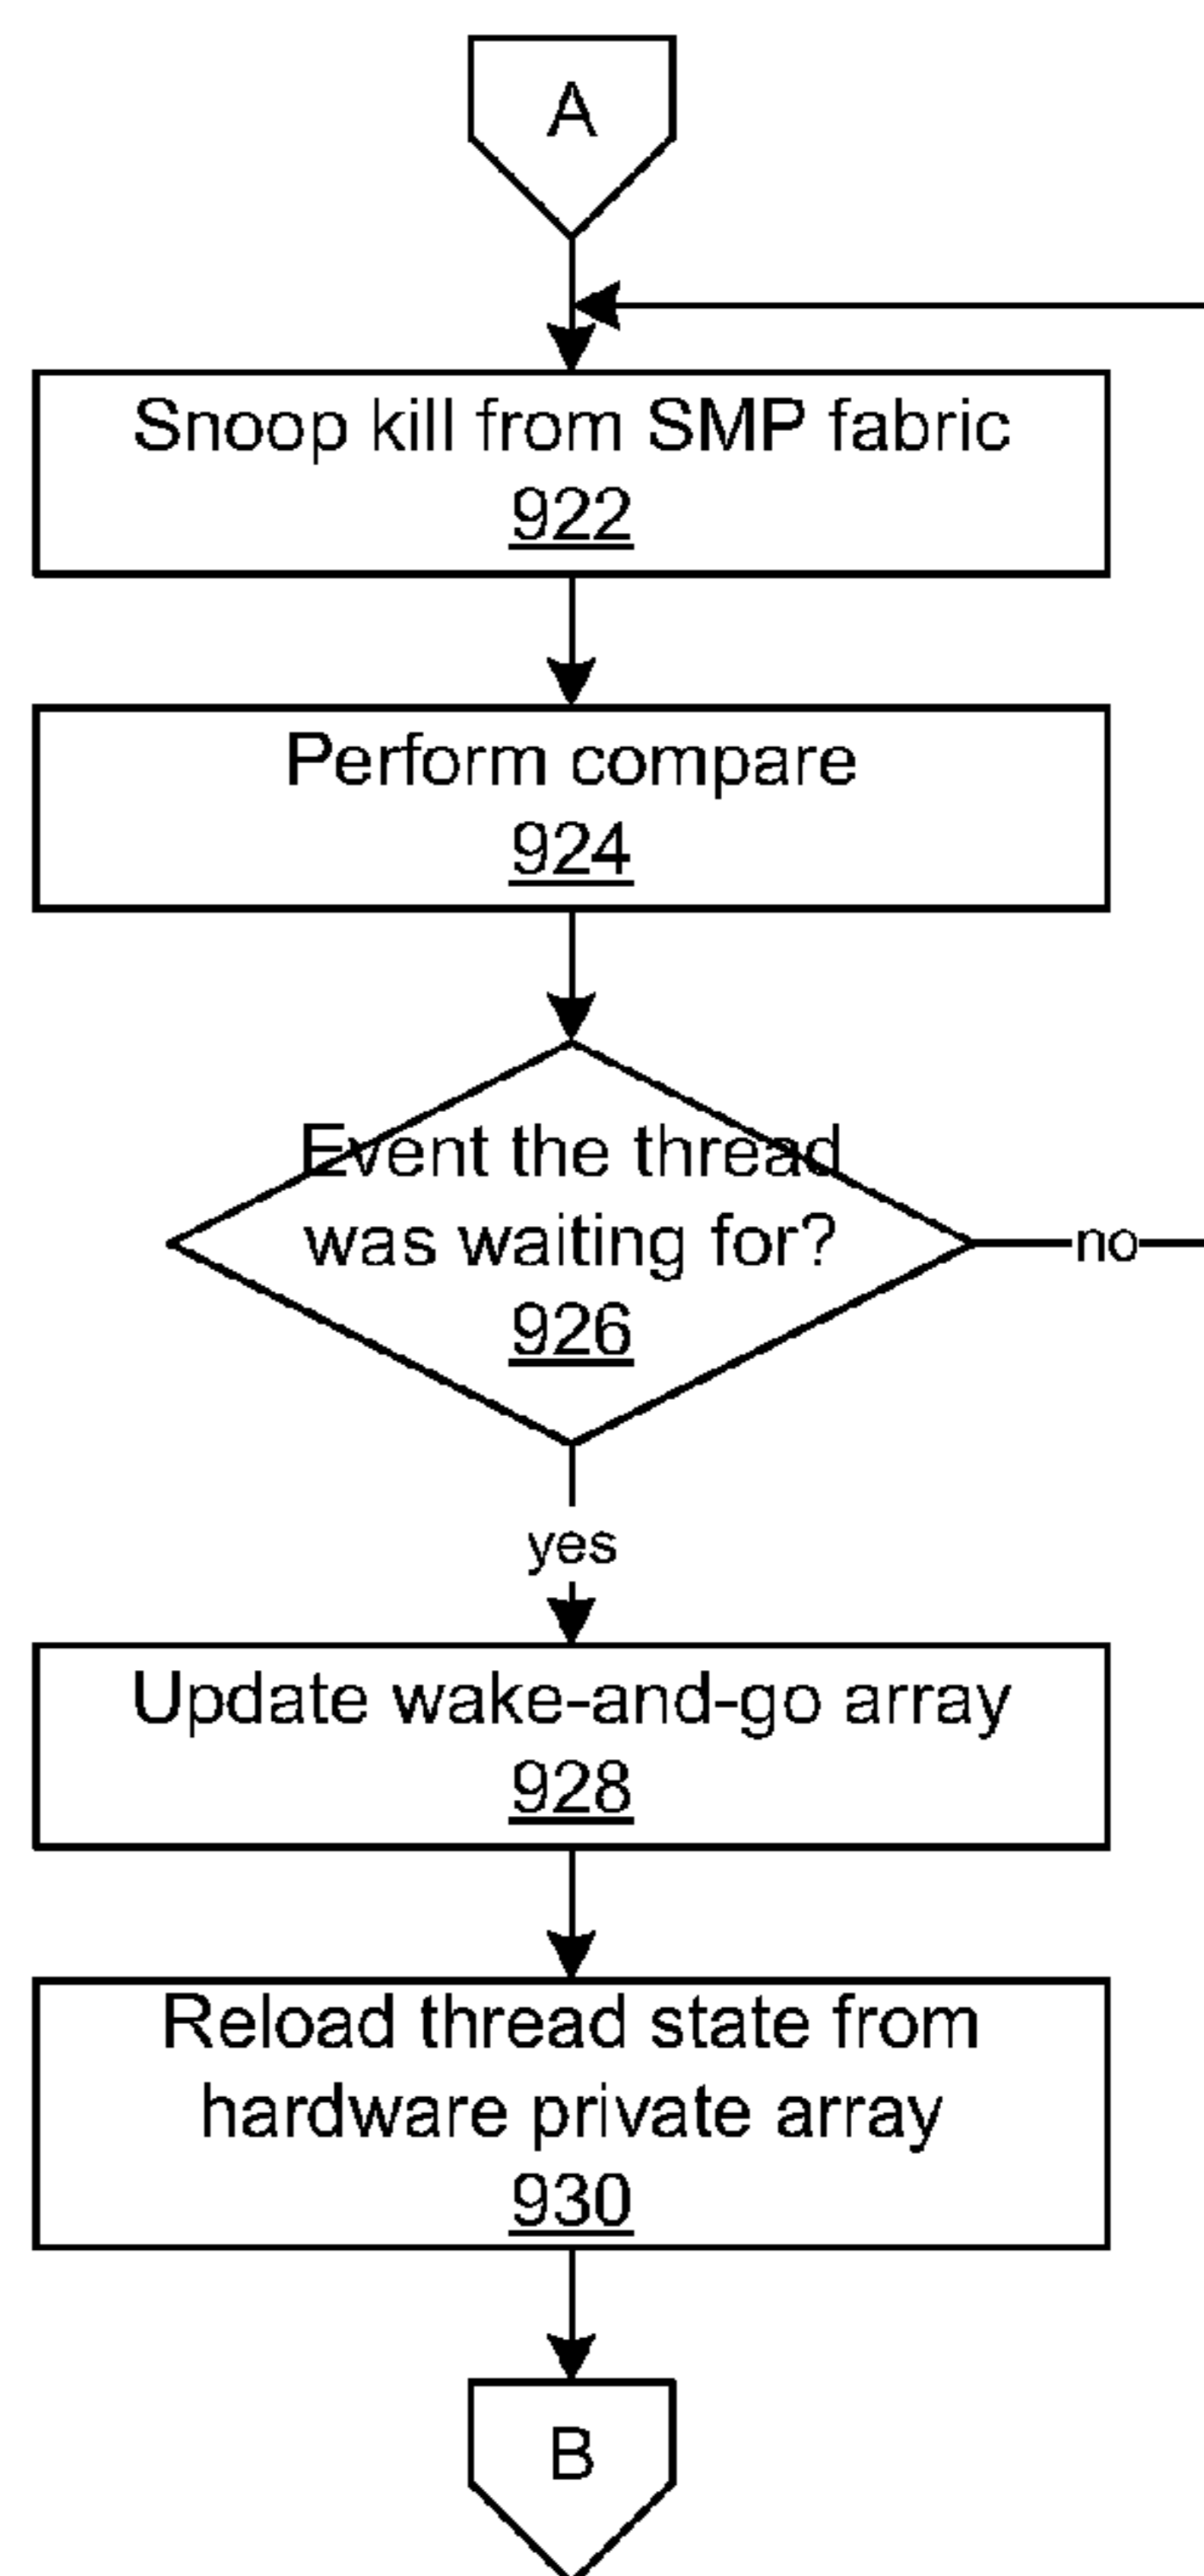 A
Snoop kill from SMP fabric
922
Perform compare
924
Event the thread
was waiting for?
926
no
yes
Update wake-and-go array
928
Reload thread state from
hardware private array
930
B